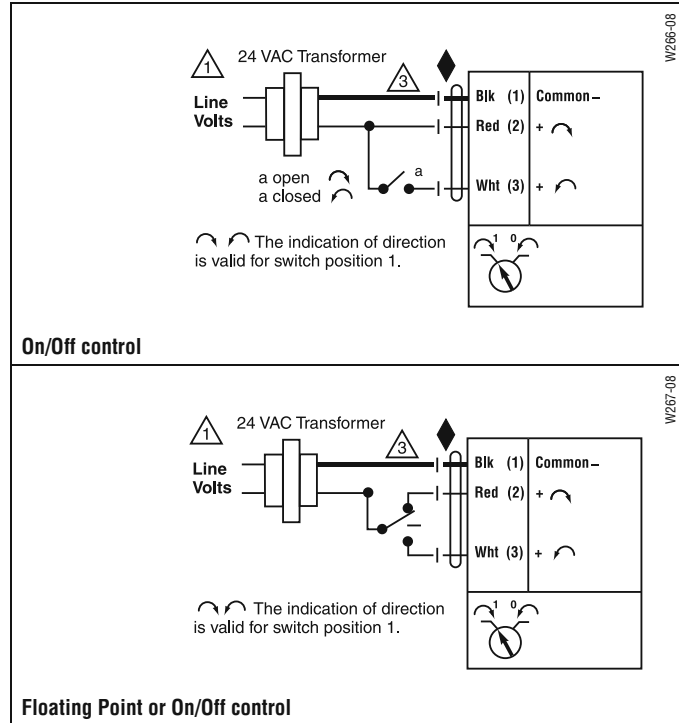 W266-08
1
24 VAC Transformer
3
Line
Volts
Blk (1) Common –
Red (2) +
a
a open
a closed
Wht (3) +
The indication of direction
is valid for switch position 1.
1 0
On/Off control
W267-08
1
24 VAC Transformer
3
Line
Volts
Blk (1) Common –
Red (2) +
Wht (3) +
The indication of direction
is valid for switch position 1.
1 0
Floating Point or On/Off control